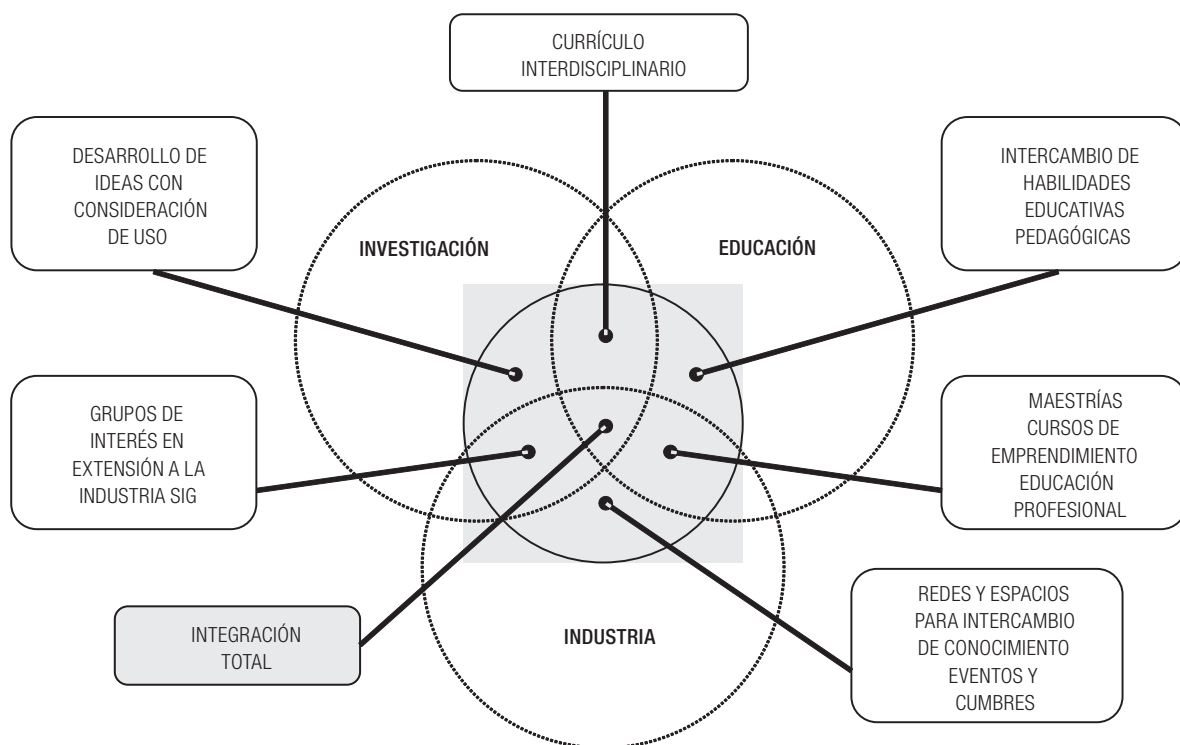 CURRÍCULO
INTERDISCIPLINARIO
DESARROLLO DE
IDEAS CON
CONSIDERACIÓN
DE USO
INTERCAMBIO DE
HABILIDADES
EDUCATIVAS
PEDAGÓGICAS
INVESTIGACIÓN
EDUCACIÓN
GRUPOS DE
INTERÉS EN
EXTENSIÓN A LA
INDUSTRIA SIG
MAESTRÍAS
CURSOS DE
EMPRENDIMIENTO
EDUCACIÓN
PROFESIONAL
INTEGRACIÓN
TOTAL
INDUSTRIA
REDES Y ESPACIOS
PARA INTERCAMBIO
DE CONOCIMIENTO
EVENTOS Y
CUMBRES